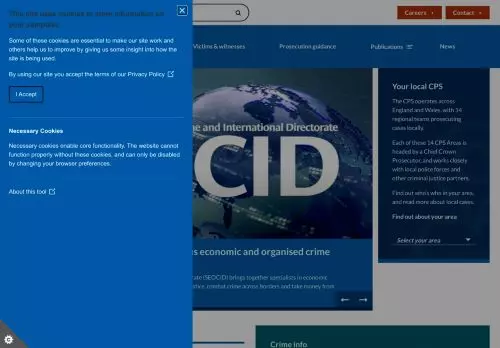 This site uses cookies to store information on
your computer.
Some of these cookies are essential to make our site work and
others help us to improve by giving us some insight into how the
site is being used.
By using our site you accept the terms of our Privacy Policy
I Accept
Necessary Cookies
Necessary cookies enable core functionality. The website cannot
function properly without these cookies, and can only be disabled
by changing your browser preferences.
About this tool
Careers
Contact
Victims & witnesses
Prosecution guidance
Publications
News
e and International Directorate
CID
s economic and organised crime
ate (SEOCID) brings together specialists in economic
stice, combat crime across borders and take money from
Your local CPS
The CPS operates across
England and Wales, with 14
regional teams prosecuting
cases locally.
Each of these 14 CPS Areas is
headed by a Chief Crown
Prosecutor, and works closely
with local police forces and
other criminal justice partners.
Find out who's who in your area,
and read more about local cases.
Find out about your area
Select your area
Crime info